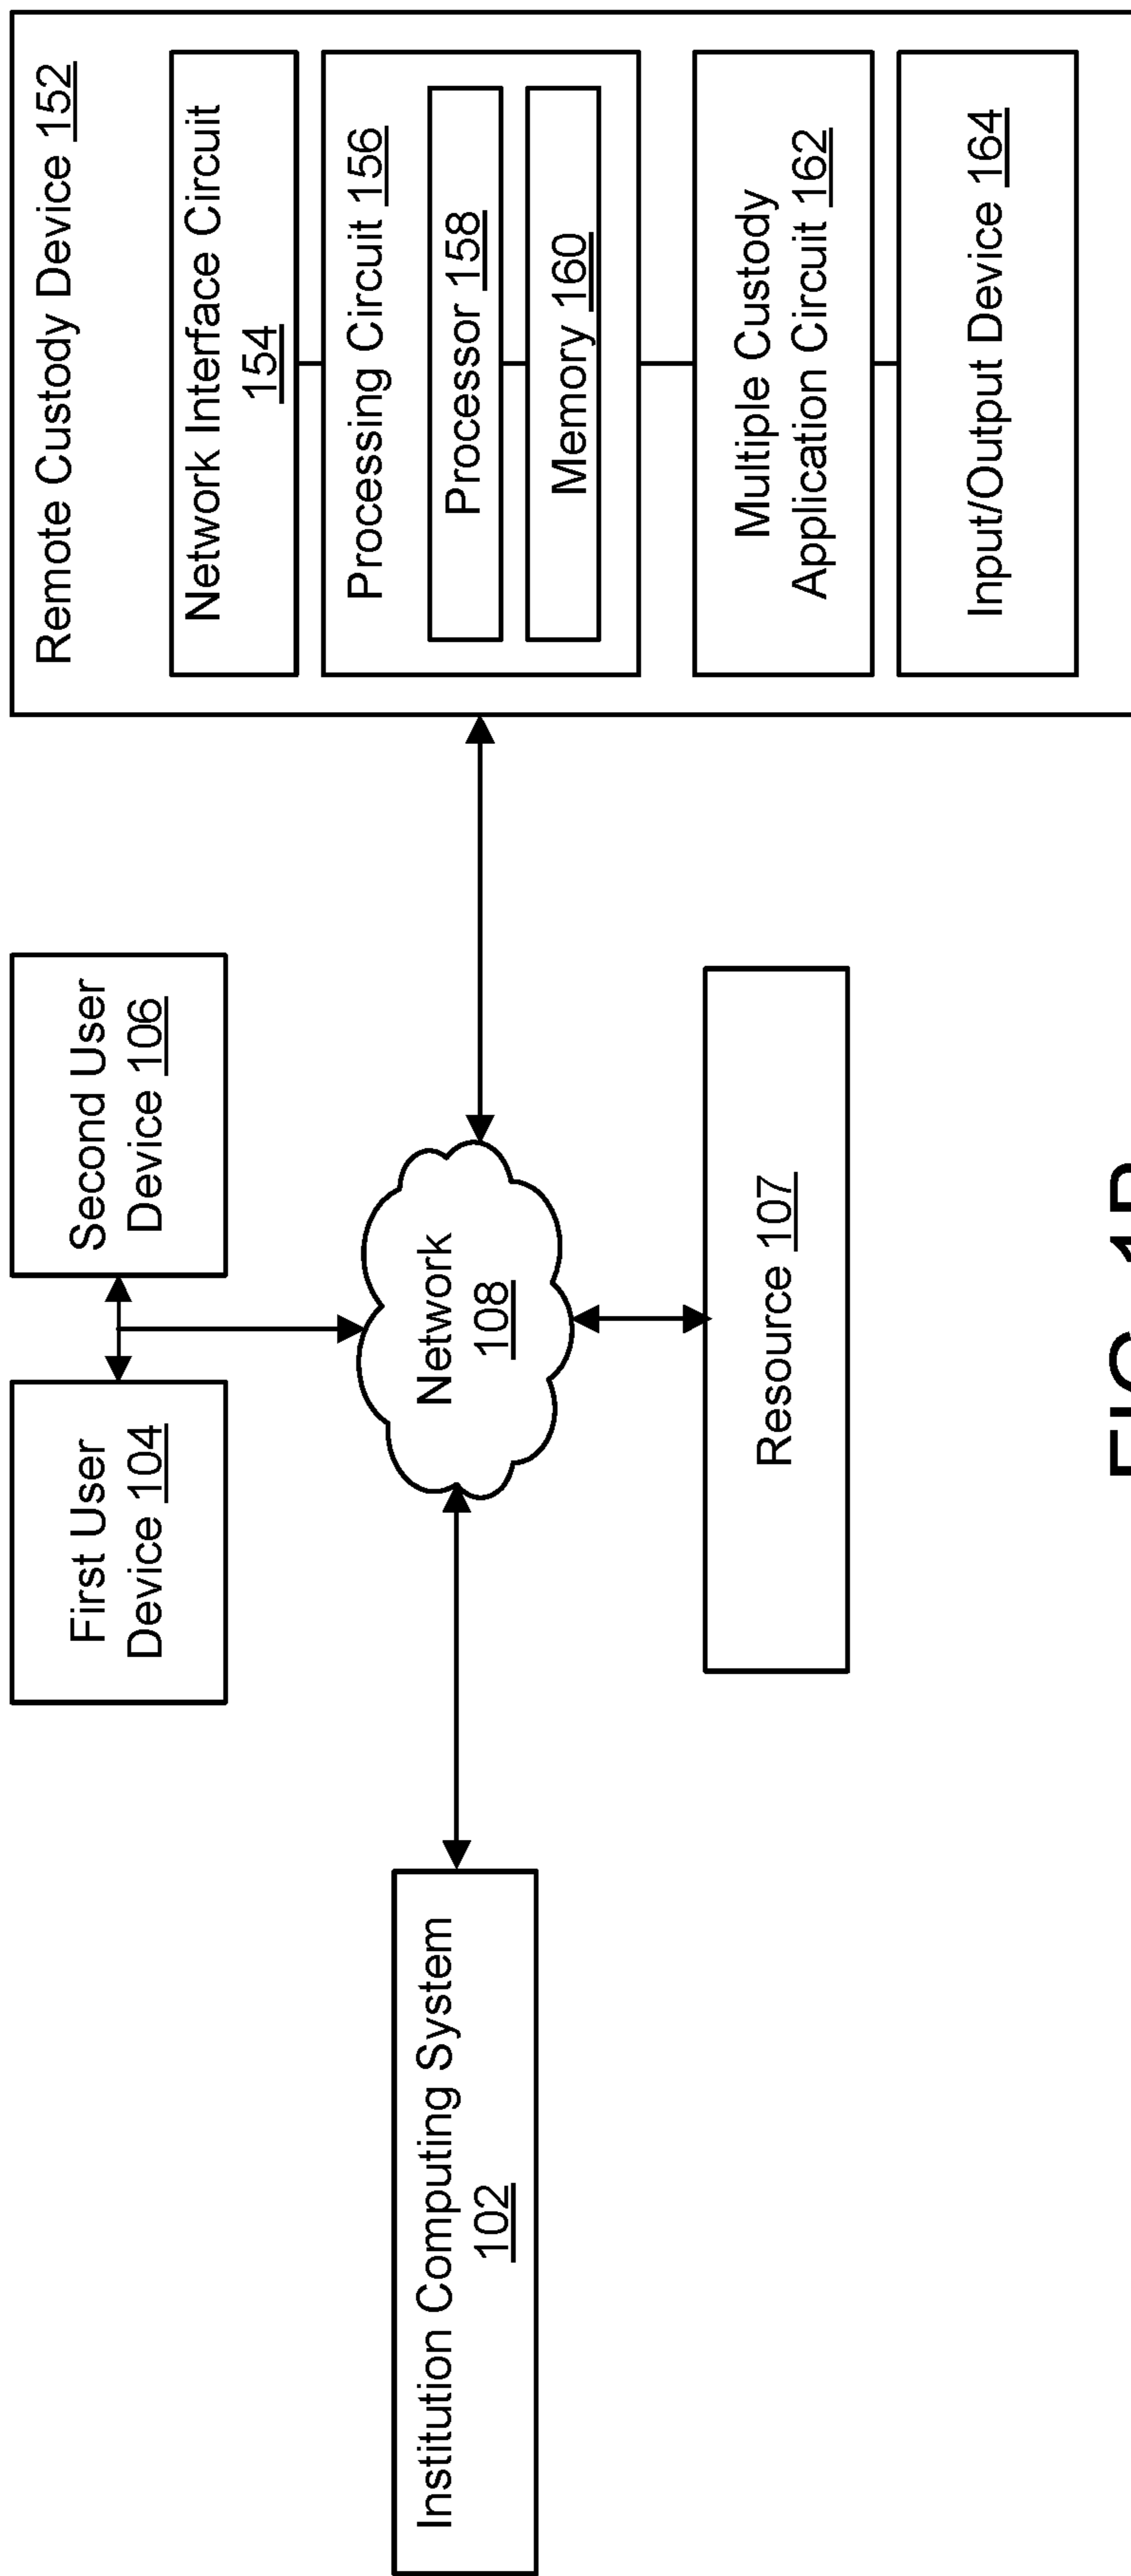 First User
Device 104
Second User
Device 106
Remote Custody Device 152
Network Interface Circuit
154
Processing Circuit 156
Processor 158
Memory 160
Multiple Custody
Application Circuit 162
Input/Output Device 164
Institution Computing System
102
Network
108
Resource 107